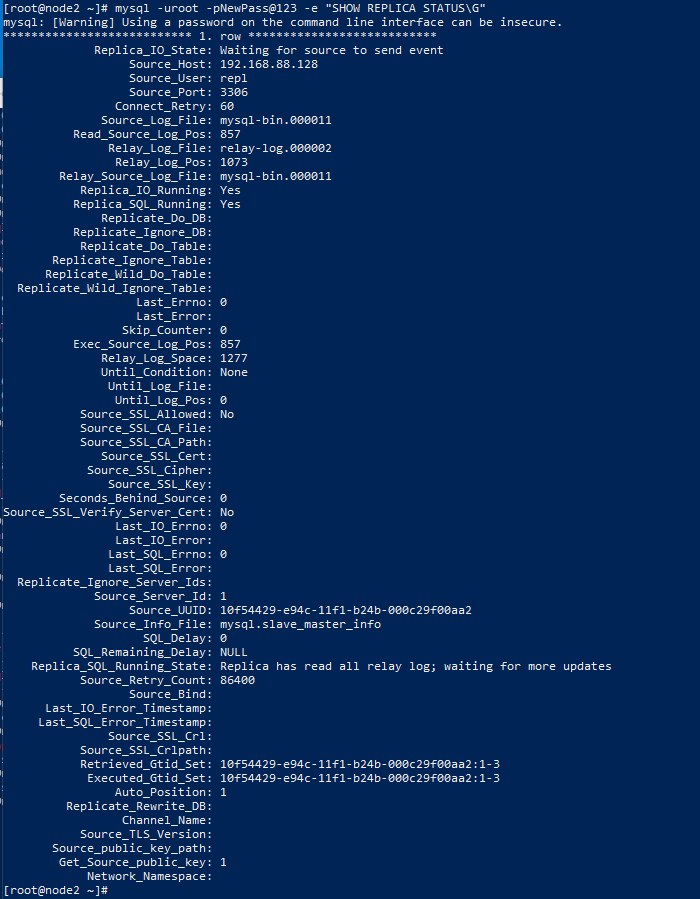 [root@node2 ~]# mysql -uroot -pNewPass@123 -e "SHOW REPLICA STATUS\G"
mysql: [Warning] Using a password on the command line interface can be insecure.
*************************** 1. row ***************************
Replica_IO_State: Waiting for source to send event
Source_Host: 192.168.88.128
Source_User: repl
Source_Port: 3306
Connect_Retry: 60
Source_Log_File: mysql-bin.000011
Read_Source_Log_Pos: 857
Relay_Log_File: relay-log.000002
Relay_Log_Pos: 1073
Relay_Source_Log_File: mysql-bin.000011
Replica_IO_Running: Yes
Replica_SQL_Running: Yes
Replicate_Do_DB:
Replicate_Ignore_DB:
Replicate_Do_Table:
Replicate_Ignore_Table:
Replicate_Wild_Do_Table:
Replicate_Wild_Ignore_Table:
Last_Errno: 0
Last_Error:
Skip_Counter: 0
Exec_Source_Log_Pos: 857
Relay_Log_Space: 1277
Until_Condition: None
Until_Log_File:
Until_Log_Pos: 0
Source_SSL_Allowed: No
Source_SSL_CA_File:
Source_SSL_CA_Path:
Source_SSL_Cert:
Source_SSL_Cipher:
Source_SSL_Key:
Seconds_Behind_Source: 0
Source_SSL_Verify_Server_Cert: No
Last_IO_Errno: 0
Last_IO_Error:
Last_SQL_Errno: 0
Last_SQL_Error:
Replicate_Ignore_Server_Ids:
Source_Server_Id: 1
Source_UUID: 10f54429-e94c-11f1-b24b-000c29f00aa2
Source_Info_File: mysql.slave_master_info
SQL_Delay: 0
SQL_Remaining_Delay: NULL
Replica_SQL_Running_State: Replica has read all relay log; waiting for more updates
Source_Retry_Count: 86400
Source_Bind:
Last_IO_Error_Timestamp:
Last_SQL_Error_Timestamp:
Source_SSL_Crl:
Source_SSL_Crlpath:
Retrieved_Gtid_Set: 10f54429-e94c-11f1-b24b-000c29f00aa2:1-3
Executed_Gtid_Set: 10f54429-e94c-11f1-b24b-000c29f00aa2:1-3
Auto_Position: 1
Replicate_Rewrite_DB:
Channel_Name:
Source_TLS_Version:
Source_public_key_path:
Get_Source_public_key: 1
Network_Namespace:
[root@node2 ~]#